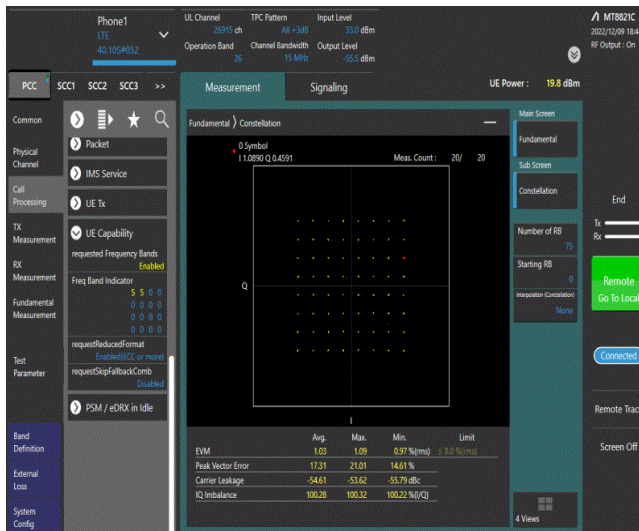 Phone1
LTE
40.10S#052
UL Channel
26915 ch
TPC Pattern
All +3dB
Input Level
33.0 dBm
Operation Band
26
Channel Bandwidth
15 MHz
Output Level
-55.5 dBm
MT8821C
2022/12/09 18:4
RF Output : On
PCC
SCC1
SCC2
SCC3
>>
Measurement
Signaling
UE Power : 19.8 dBm
Common
Physical
Channel
Call
Processing
TX
Measurement
RX
Measurement
Fundamental
Measurement
Test
Parameter
Band
Definition
External
Loss
System
Config
Packet
IMS Service
UE Tx
UE Capability
requested Frequency Bands
Enabled
Freq Band Indicator
5 5 0 0
0 0 0 0
0 0 0 0
0 0 0 0
requestReducedFormat
Enabled(6CC or more)
requestSkipFallbackComb
Disabled
PSM / eDRX in Idle
Fundamental > Constellation
0 Symbol
I 1.0890 Q 0.4591
Meas. Count : 20/ 20
Q
I
Avg. Max. Min. Limit
EVM 1.03 1.09 0.97 %(rms) ≤ 8.0 %(rms)
Peak Vector Error 17.31 21.01 14.61 %
Carrier Leakage -54.61 -53.62 -55.79 dBc
IQ Imbalance 100.28 100.32 100.22 %(I/Q)
Main Screen
Fundamental
Sub Screen
Constellation
Number of RB
75
Starting RB
0
Interpolation (Constellation)
None
4 Views
End
Tx
Rx
Remote
Go To Local
Connected
Remote Trac
Screen Off